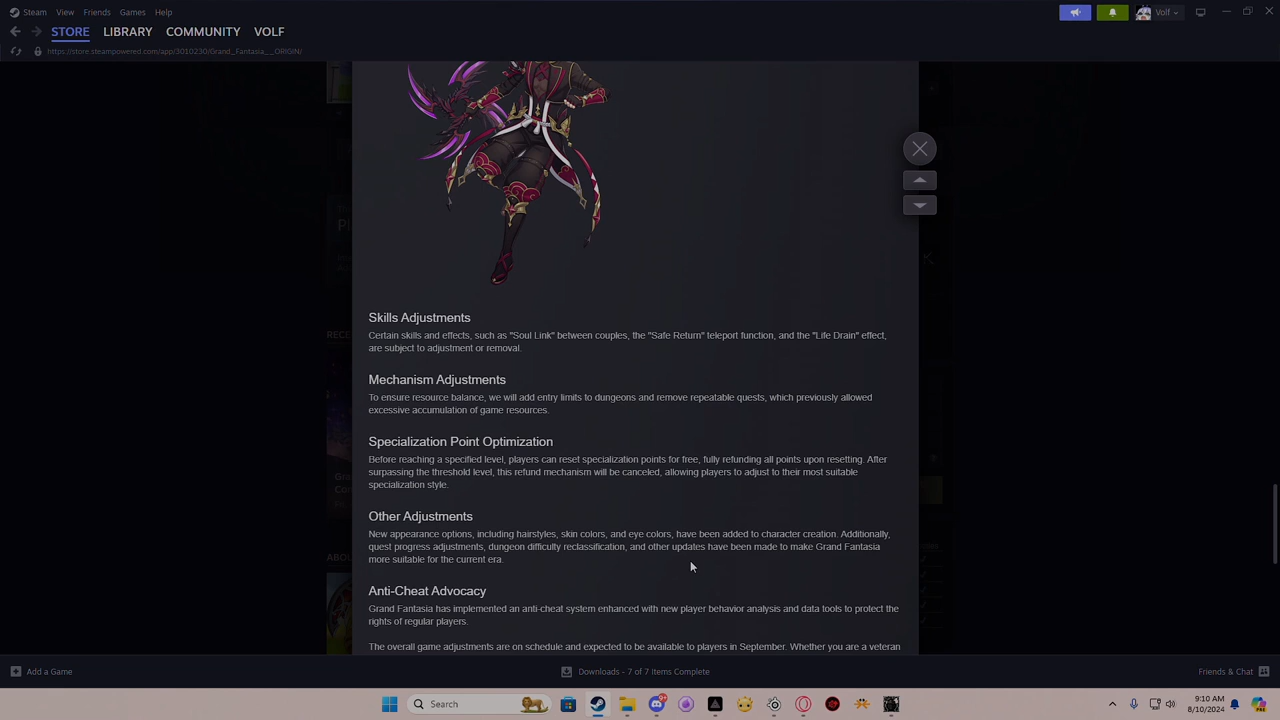 Steam View Friends Games Help
Volf
STORE LIBRARY COMMUNITY VOLF
https://store.steampowered.com/app/3010230/Grand_Fantasia__ORIGIN/
Skills Adjustments
Certain skills and effects, such as "Soul Link" between couples, the "Safe Return" teleport function, and the "Life Drain" effect,
are subject to adjustment or removal.
Mechanism Adjustments
To ensure resource balance, we will add entry limits to dungeons and remove repeatable quests, which previously allowed
excessive accumulation of game resources.
Specialization Point Optimization
Before reaching a specified level, players can reset specialization points for free, fully refunding all points upon resetting. After
surpassing the threshold level, this refund mechanism will be canceled, allowing players to adjust to their most suitable
specialization style.
Other Adjustments
New appearance options, including hairstyles, skin colors, and eye colors, have been added to character creation. Additionally,
quest progress adjustments, dungeon difficulty reclassification, and other updates have been made to make Grand Fantasia
more suitable for the current era.
Anti-Cheat Advocacy
Grand Fantasia has implemented an anti-cheat system enhanced with new player behavior analysis and data tools to protect the
rights of regular players.
The overall game adjustments are on schedule and expected to be available to players in September. Whether you are a veteran
Add a Game
Downloads - 7 of 7 Items Complete
Friends & Chat
Search
9+
9:10 AM
8/10/2024